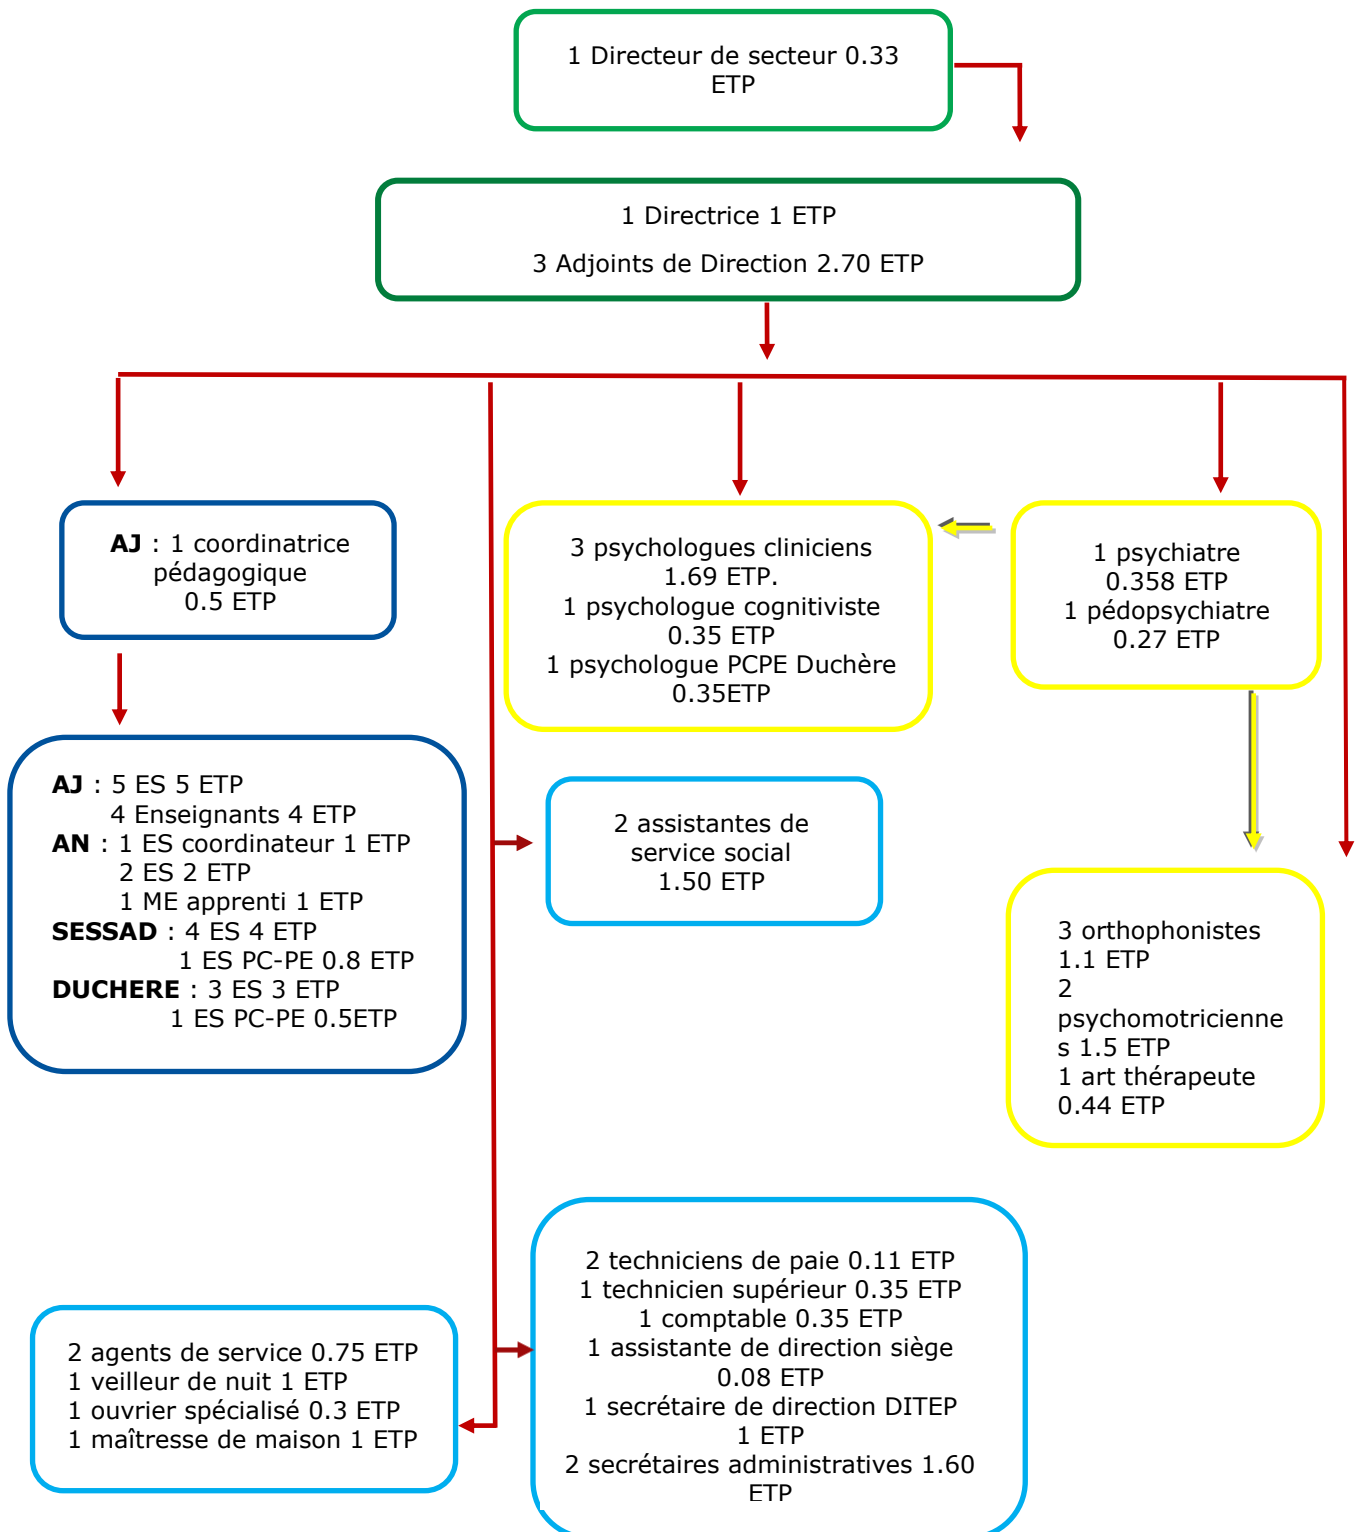 1 Directeur de secteur 0.33
ETP
1 Directrice 1 ETP
3 Adjoints de Direction 2.70 ETP
AJ : 1 coordinatrice
pédagogique
0.5 ETP
3 psychologues cliniciens
1.69 ETP.
1 psychologue cognitiviste
0.35 ETP
1 psychologue PCPE Duchère
0.35ETP
1 psychiatre
0.358 ETP
1 pédopsychiatre
0.27 ETP
AJ : 5 ES 5 ETP
4 Enseignants 4 ETP
AN : 1 ES coordinateur 1 ETP
2 ES 2 ETP
1 ME apprenti 1 ETP
SESSAD : 4 ES 4 ETP
1 ES PC-PE 0.8 ETP
DUCHERE : 3 ES 3 ETP
1 ES PC-PE 0.5ETP
2 assistantes de
service social
1.50 ETP
3 orthophonistes
1.1 ETP
2
psychomotricienne
s 1.5 ETP
1 art thérapeute
0.44 ETP
2 agents de service 0.75 ETP
1 veilleur de nuit 1 ETP
1 ouvrier spécialisé 0.3 ETP
1 maîtresse de maison 1 ETP
2 techniciens de paie 0.11 ETP
1 technicien supérieur 0.35 ETP
1 comptable 0.35 ETP
1 assistante de direction siège
0.08 ETP
1 secrétaire de direction DITEP
1 ETP
2 secrétaires administratives 1.60
ETP